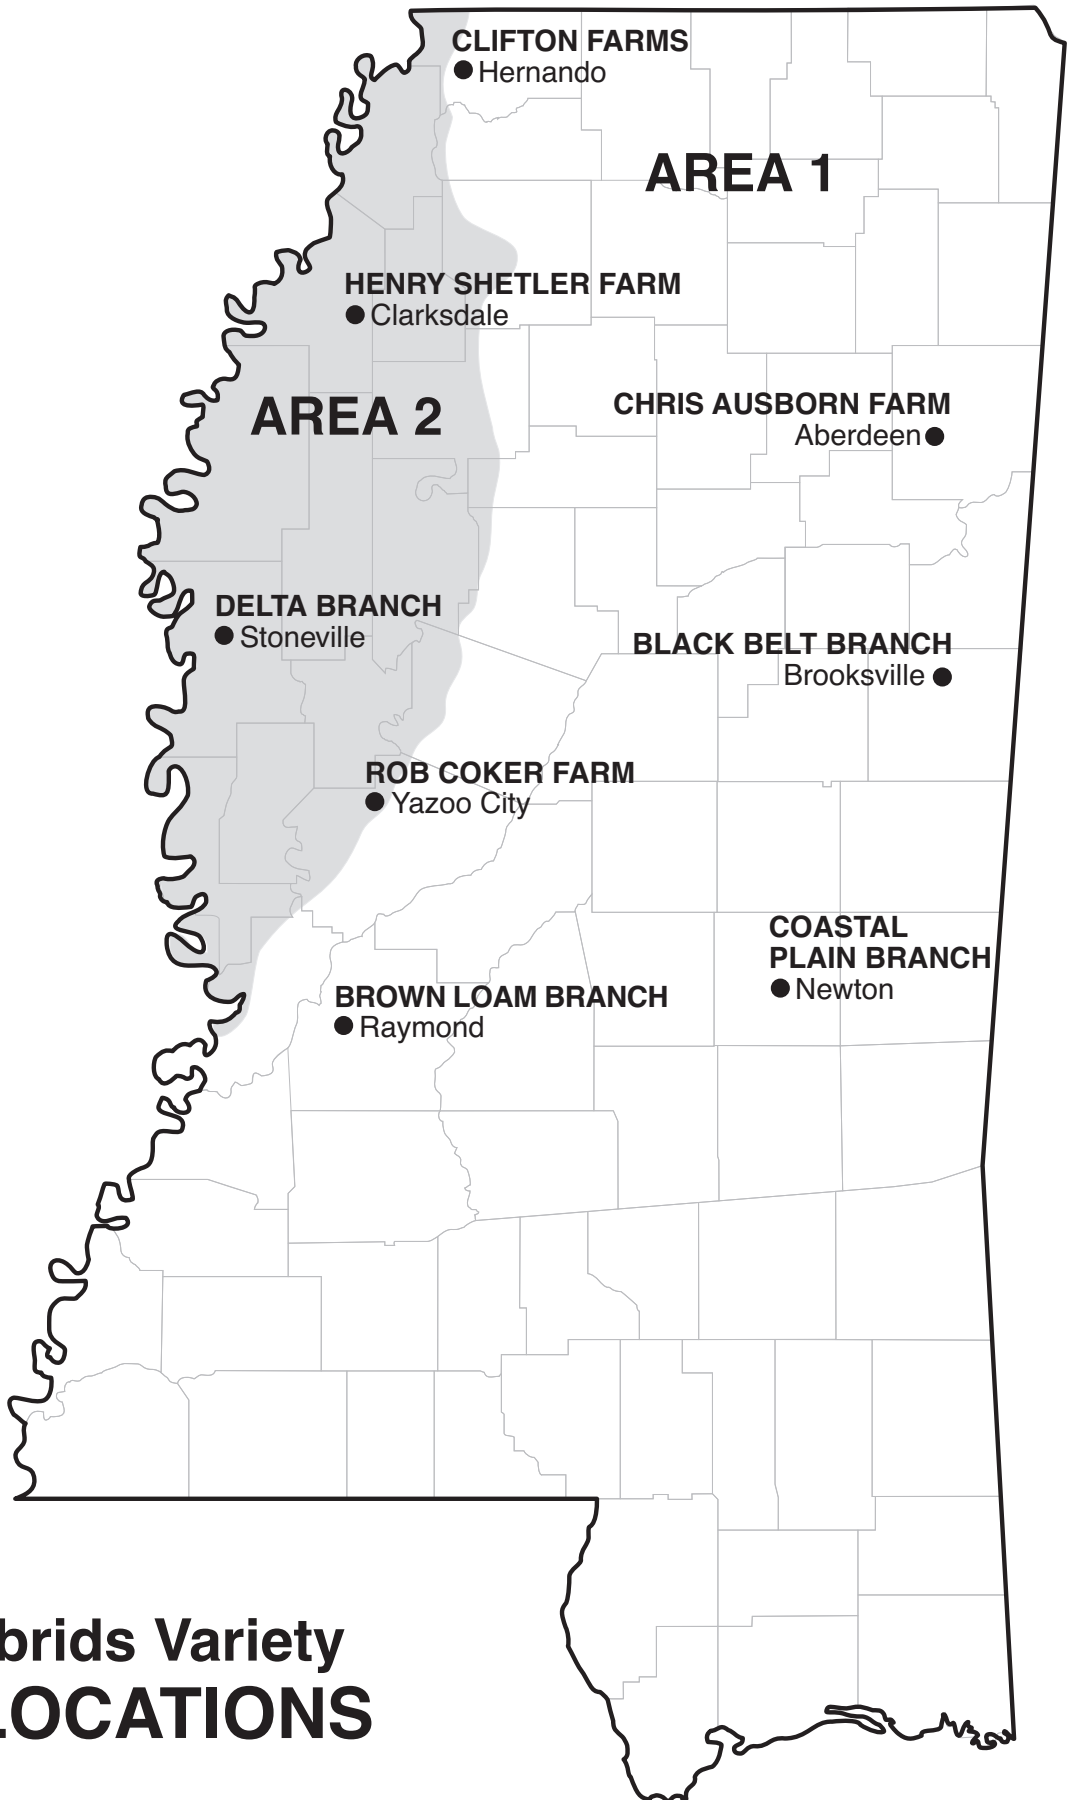 CLIFTON FARMS
Hernando
AREA 1
HENRY SHETLER FARM
Clarksdale
CHRIS AUSBORN FARM
Aberdeen
AREA 2
DELTA BRANCH
Stoneville
BLACK BELT BRANCH
Brooksville
ROB COKER FARM
Yazoo City
COASTAL
PLAIN BRANCH
Newton
BROWN LOAM BRANCH
Raymond
brids Variety
LOCATIONS